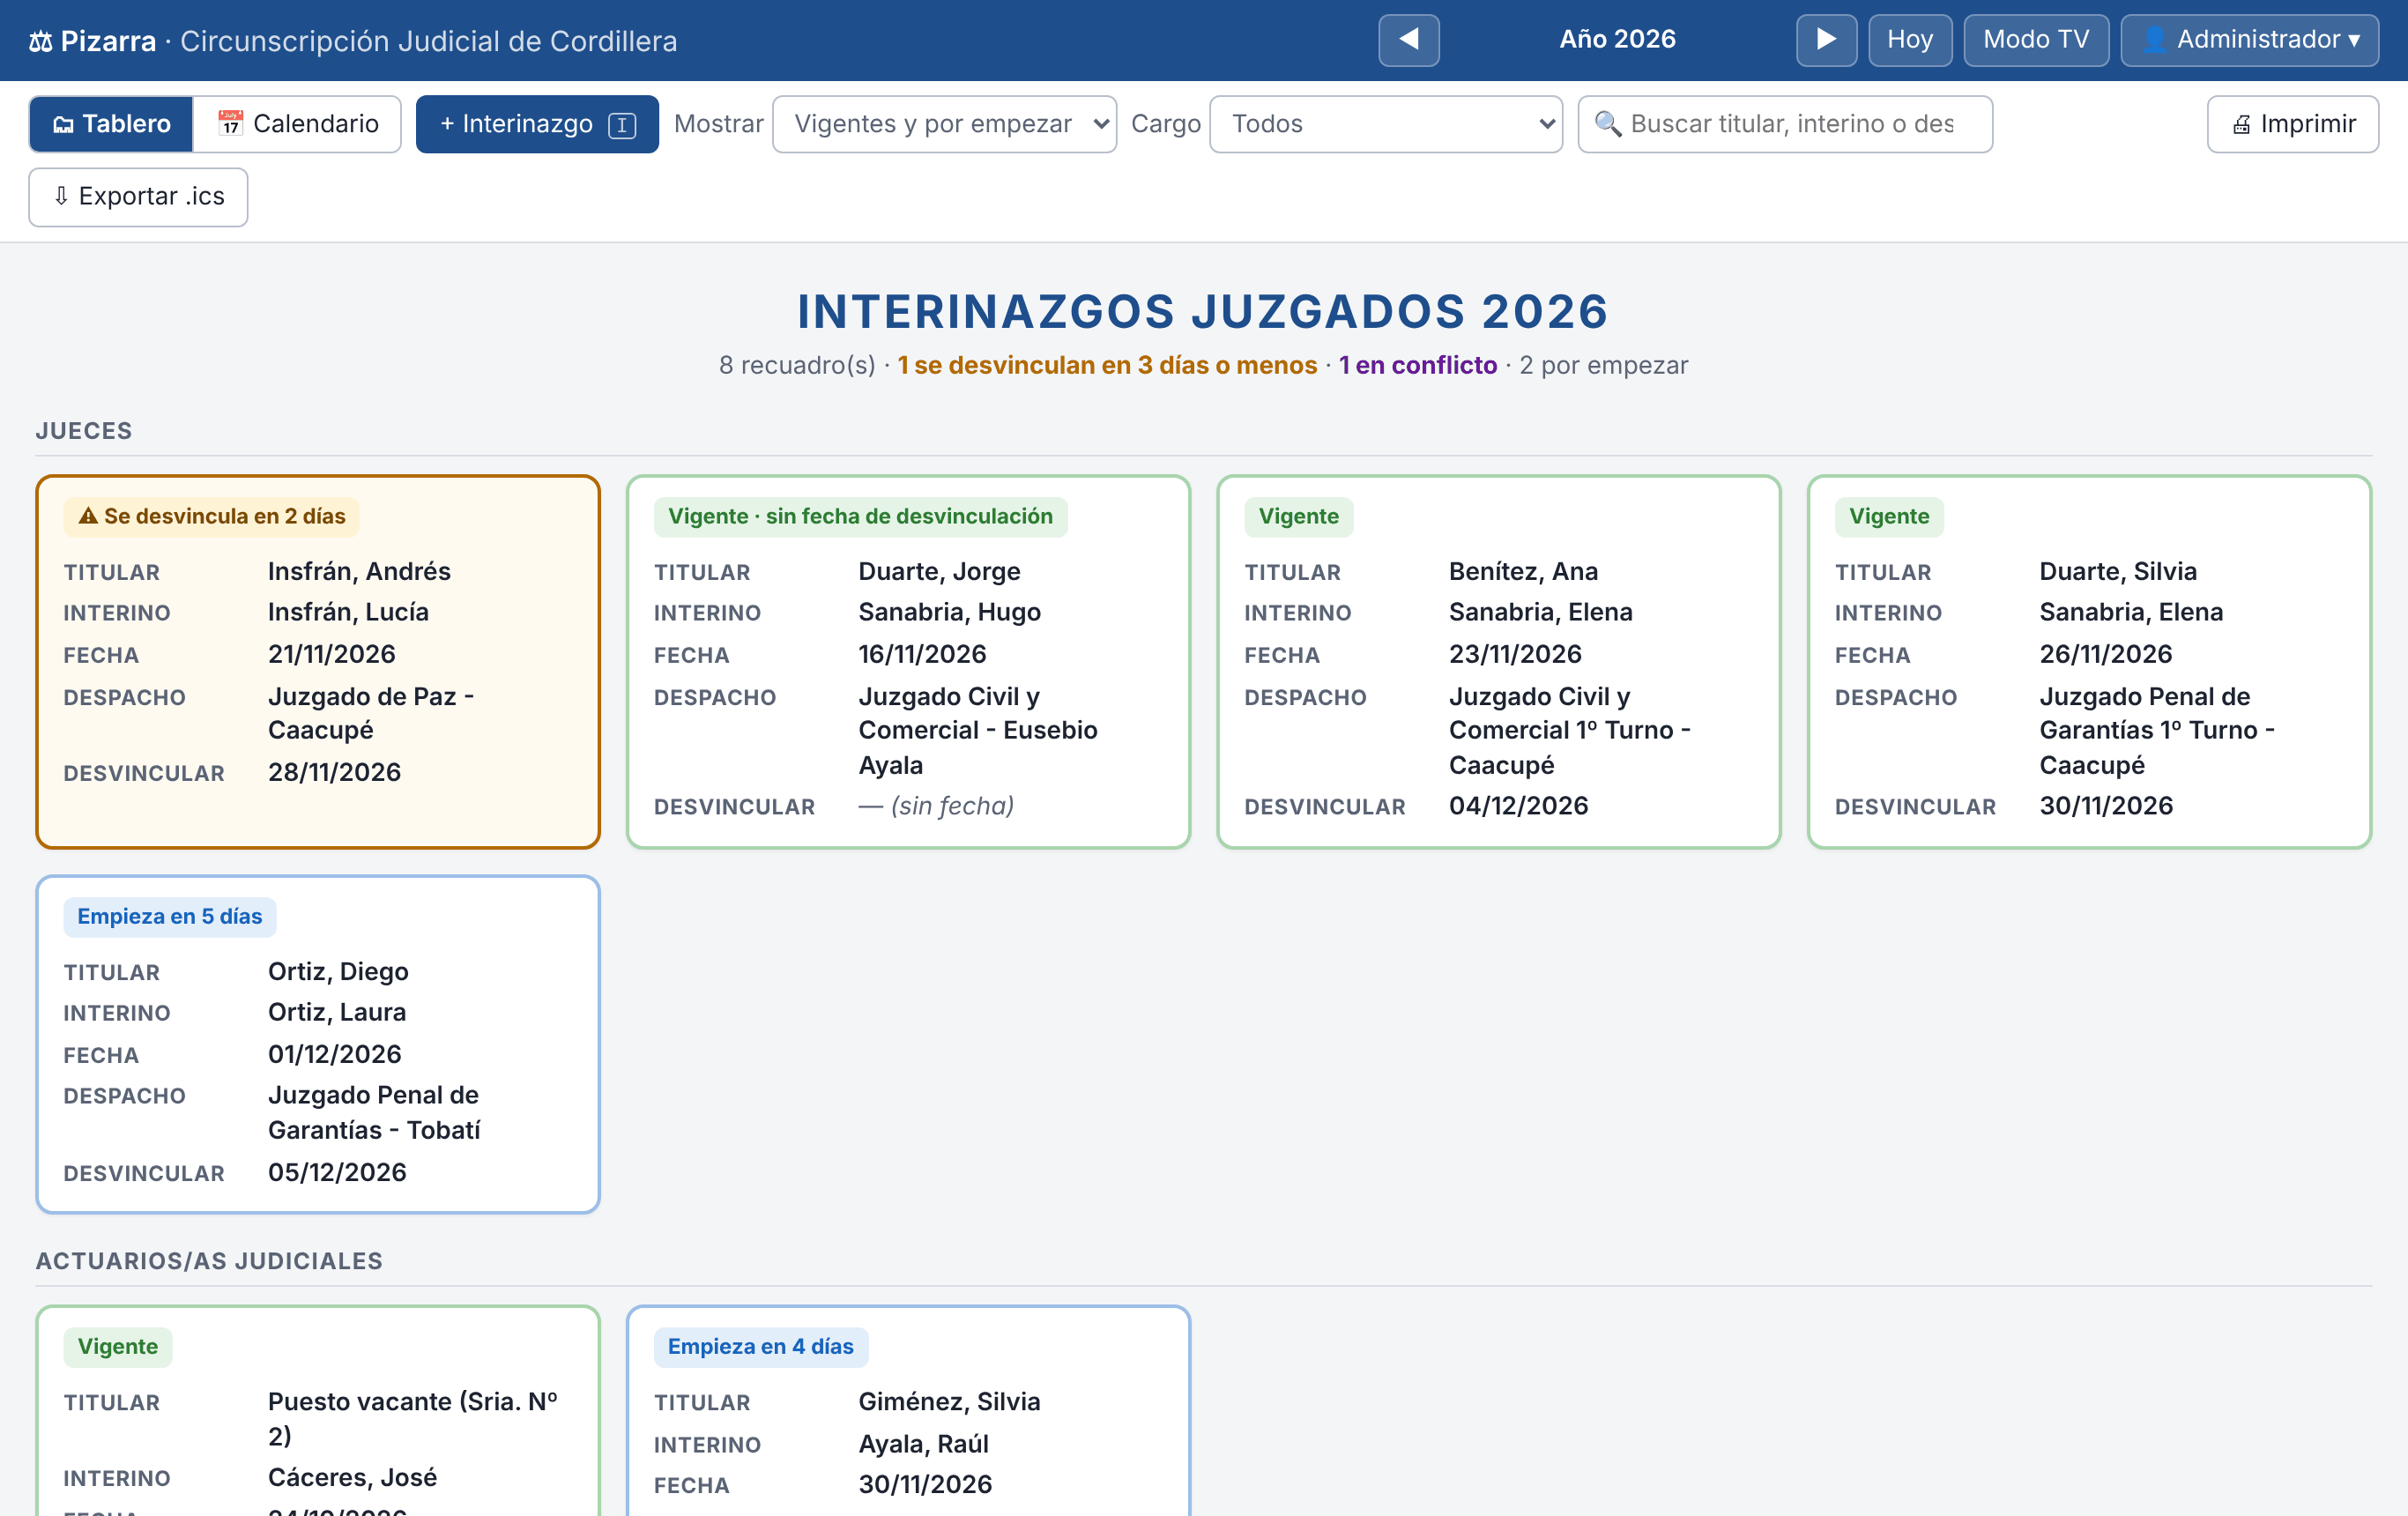 ⚖ Pizarra · Circunscripción Judicial de Cordillera
◀ Año 2026 ▶ Hoy Modo TV 👤 Administrador ▾
🗂 Tablero 📅 Calendario + Interinazgo I Mostrar Vigentes y por empezar Cargo Todos 🔍 Buscar titular, interino o des 🖨 Imprimir
⇩ Exportar .ics
INTERINAZGOS JUZGADOS 2026
8 recuadro(s) · 1 se desvinculan en 3 días o menos · 1 en conflicto · 2 por empezar
JUECES
⚠ Se desvincula en 2 días
TITULAR Insfrán, Andrés
INTERINO Insfrán, Lucía
FECHA 21/11/2026
DESPACHO Juzgado de Paz -
Caacupé
DESVINCULAR 28/11/2026
Vigente · sin fecha de desvinculación
TITULAR Duarte, Jorge
INTERINO Sanabria, Hugo
FECHA 16/11/2026
DESPACHO Juzgado Civil y
Comercial - Eusebio
Ayala
DESVINCULAR — (sin fecha)
Vigente
TITULAR Benítez, Ana
INTERINO Sanabria, Elena
FECHA 23/11/2026
DESPACHO Juzgado Civil y
Comercial 1º Turno -
Caacupé
DESVINCULAR 04/12/2026
Vigente
TITULAR Duarte, Silvia
INTERINO Sanabria, Elena
FECHA 26/11/2026
DESPACHO Juzgado Penal de
Garantías 1º Turno -
Caacupé
DESVINCULAR 30/11/2026
Empieza en 5 días
TITULAR Ortiz, Diego
INTERINO Ortiz, Laura
FECHA 01/12/2026
DESPACHO Juzgado Penal de
Garantías - Tobatí
DESVINCULAR 05/12/2026
ACTUARIOS/AS JUDICIALES
Vigente
TITULAR Puesto vacante (Sria. Nº
2)
INTERINO Cáceres, José
Empieza en 4 días
TITULAR Giménez, Silvia
INTERINO Ayala, Raúl
FECHA 30/11/2026